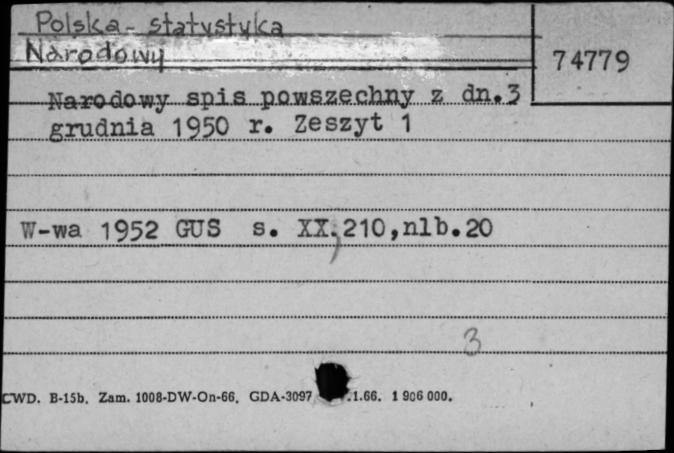 Polska - statystyka
Narodowy
74779
Narodowy spis powszechny z dn.3
grudnia 1950 r. Zeszyt 1
W-wa 1952 GUS s. XX, 210,nlb.20
3
CWD. B-15b. Zam. 1008-DW-On-66. GDA-3097 .1.66. 1 906 000.